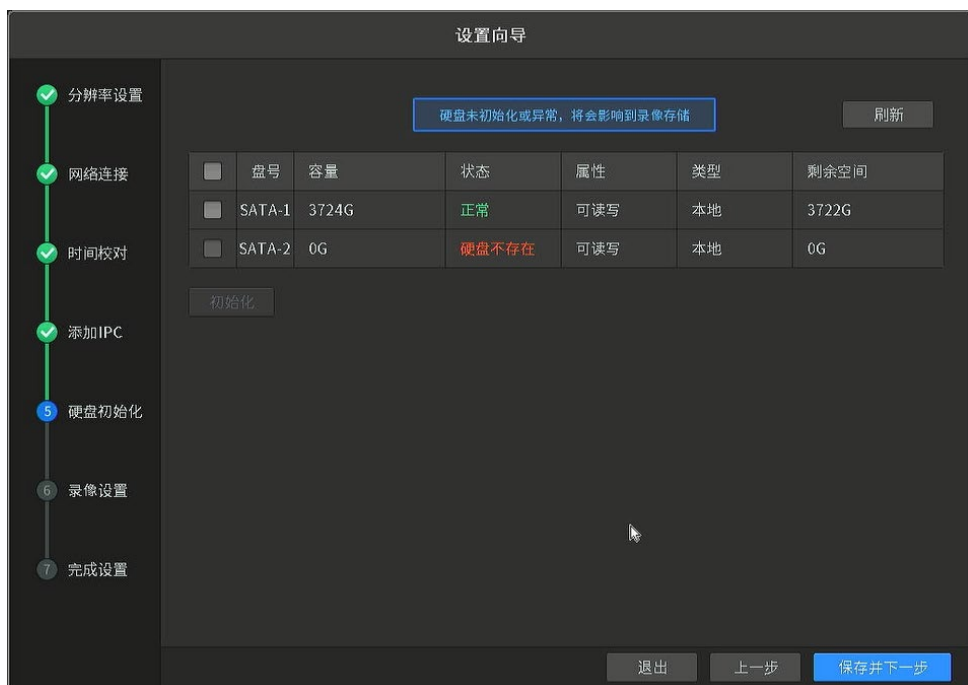 设置向导
分辨率设置
网络连接
时间校对
添加IPC
5 硬盘初始化
6 录像设置
7 完成设置
硬盘未初始化或异常，将会影响到录像存储
刷新
盘号 容量 状态 属性 类型 剩余空间
SATA-1 3724G 正常 可读写 本地 3722G
SATA-2 0G 硬盘不存在 可读写 本地 0G
初始化
退出 上一步 保存并下一步